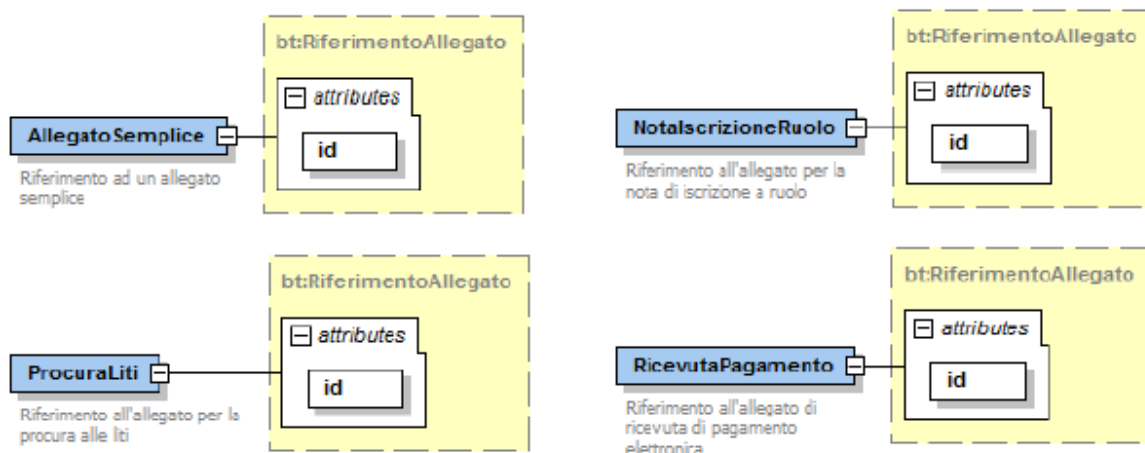 bt:RiferimentoAllegato
attributes
AllegatoSemplice
id
Riferimento ad un allegato
semplice
bt:RiferimentoAllegato
attributes
NotaIscrizioneRuolo
id
Riferimento all'allegato per la
nota di iscrizione a ruolo
bt:RiferimentoAllegato
attributes
ProcuraLiti
id
Riferimento all'allegato per la
procura alle liti
bt:RiferimentoAllegato
attributes
RicevutaPagamento
id
Riferimento all'allegato di
ricevuta di pagamento
elettronica